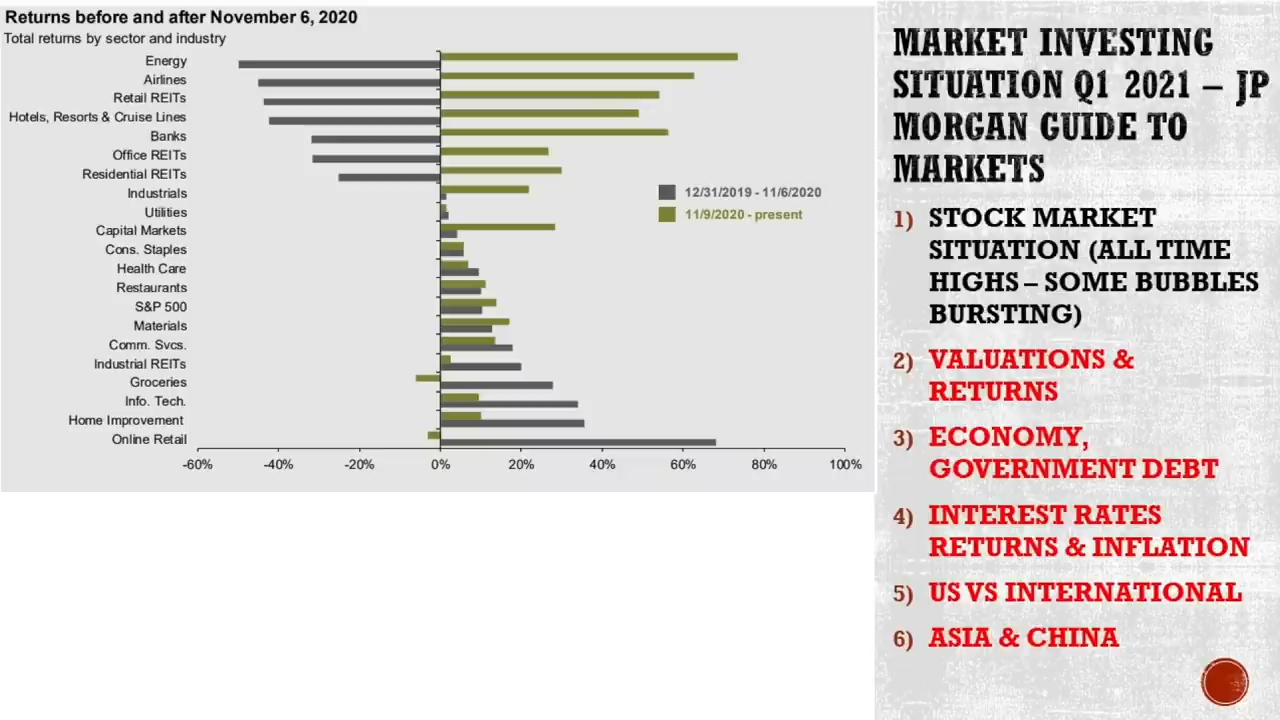 Returns before and after November 6, 2020
Total returns by sector and industry
Energy
Airlines
Retail REITs
Hotels, Resorts & Cruise Lines
Banks
Office REITs
Residential REITs
Industrials
Utilities
Capital Markets
Cons. Staples
Health Care
Restaurants
S&P 500
Materials
Comm. Svcs.
Industrial REITs
Groceries
Info. Tech.
Home Improvement
Online Retail
12/31/2019 - 11/6/2020
11/9/2020 - present
-60% -40% -20% 0% 20% 40% 60% 80% 100%
MARKET INVESTING
SITUATION Q1 2021 – JP
MORGAN GUIDE TO
MARKETS
1) STOCK MARKET
SITUATION (ALL TIME
HIGHS – SOME BUBBLES
BURSTING)
2) VALUATIONS &
RETURNS
3) ECONOMY,
GOVERNMENT DEBT
4) INTEREST RATES
RETURNS & INFLATION
5) US VS INTERNATIONAL
6) ASIA & CHINA